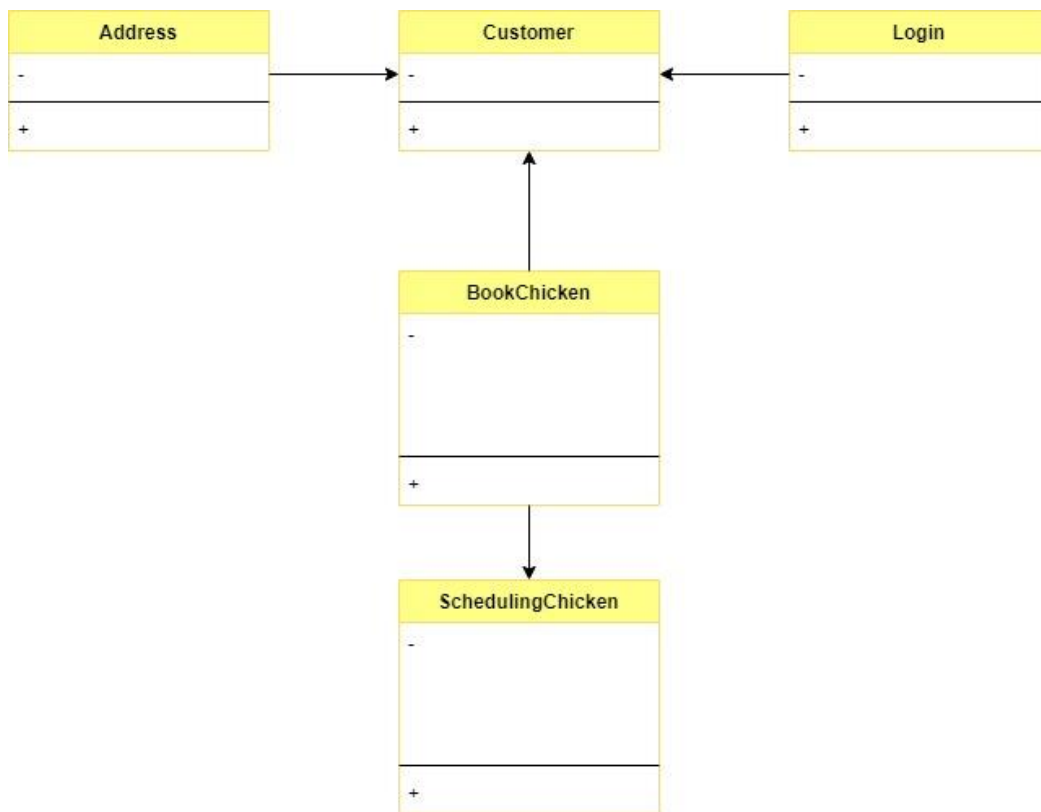 Address
-
+
Customer
-
+
Login
-
+
BookChicken
-
+
SchedulingChicken
-
+